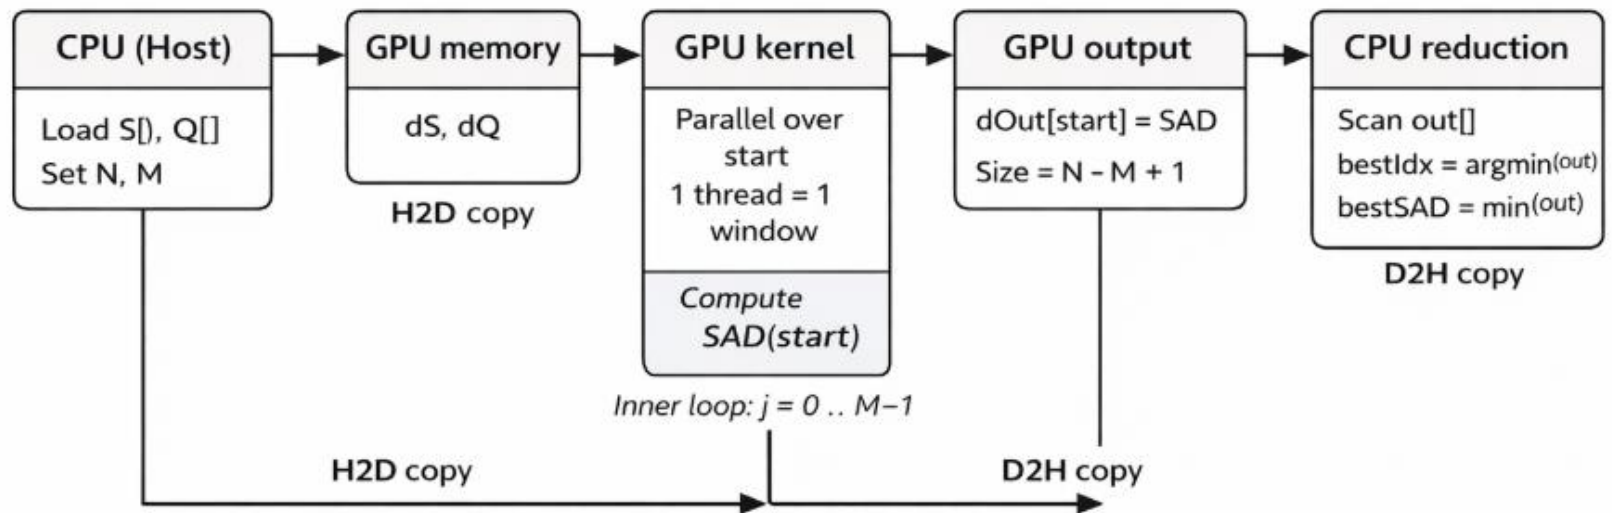 CPU (Host)
Load S[), Q[]
Set N, M
GPU memory
dS, dQ
H2D copy
GPU kernel
Parallel over
start
1 thread = 1
window
Compute
SAD(start)
Inner loop: j = 0 .. M−1
GPU output
dOut[start] = SAD
Size = N - M + 1
CPU reduction
Scan out[]
bestIdx = argmin(out)
bestSAD = min(out)
D2H copy
H2D copy
D2H copy